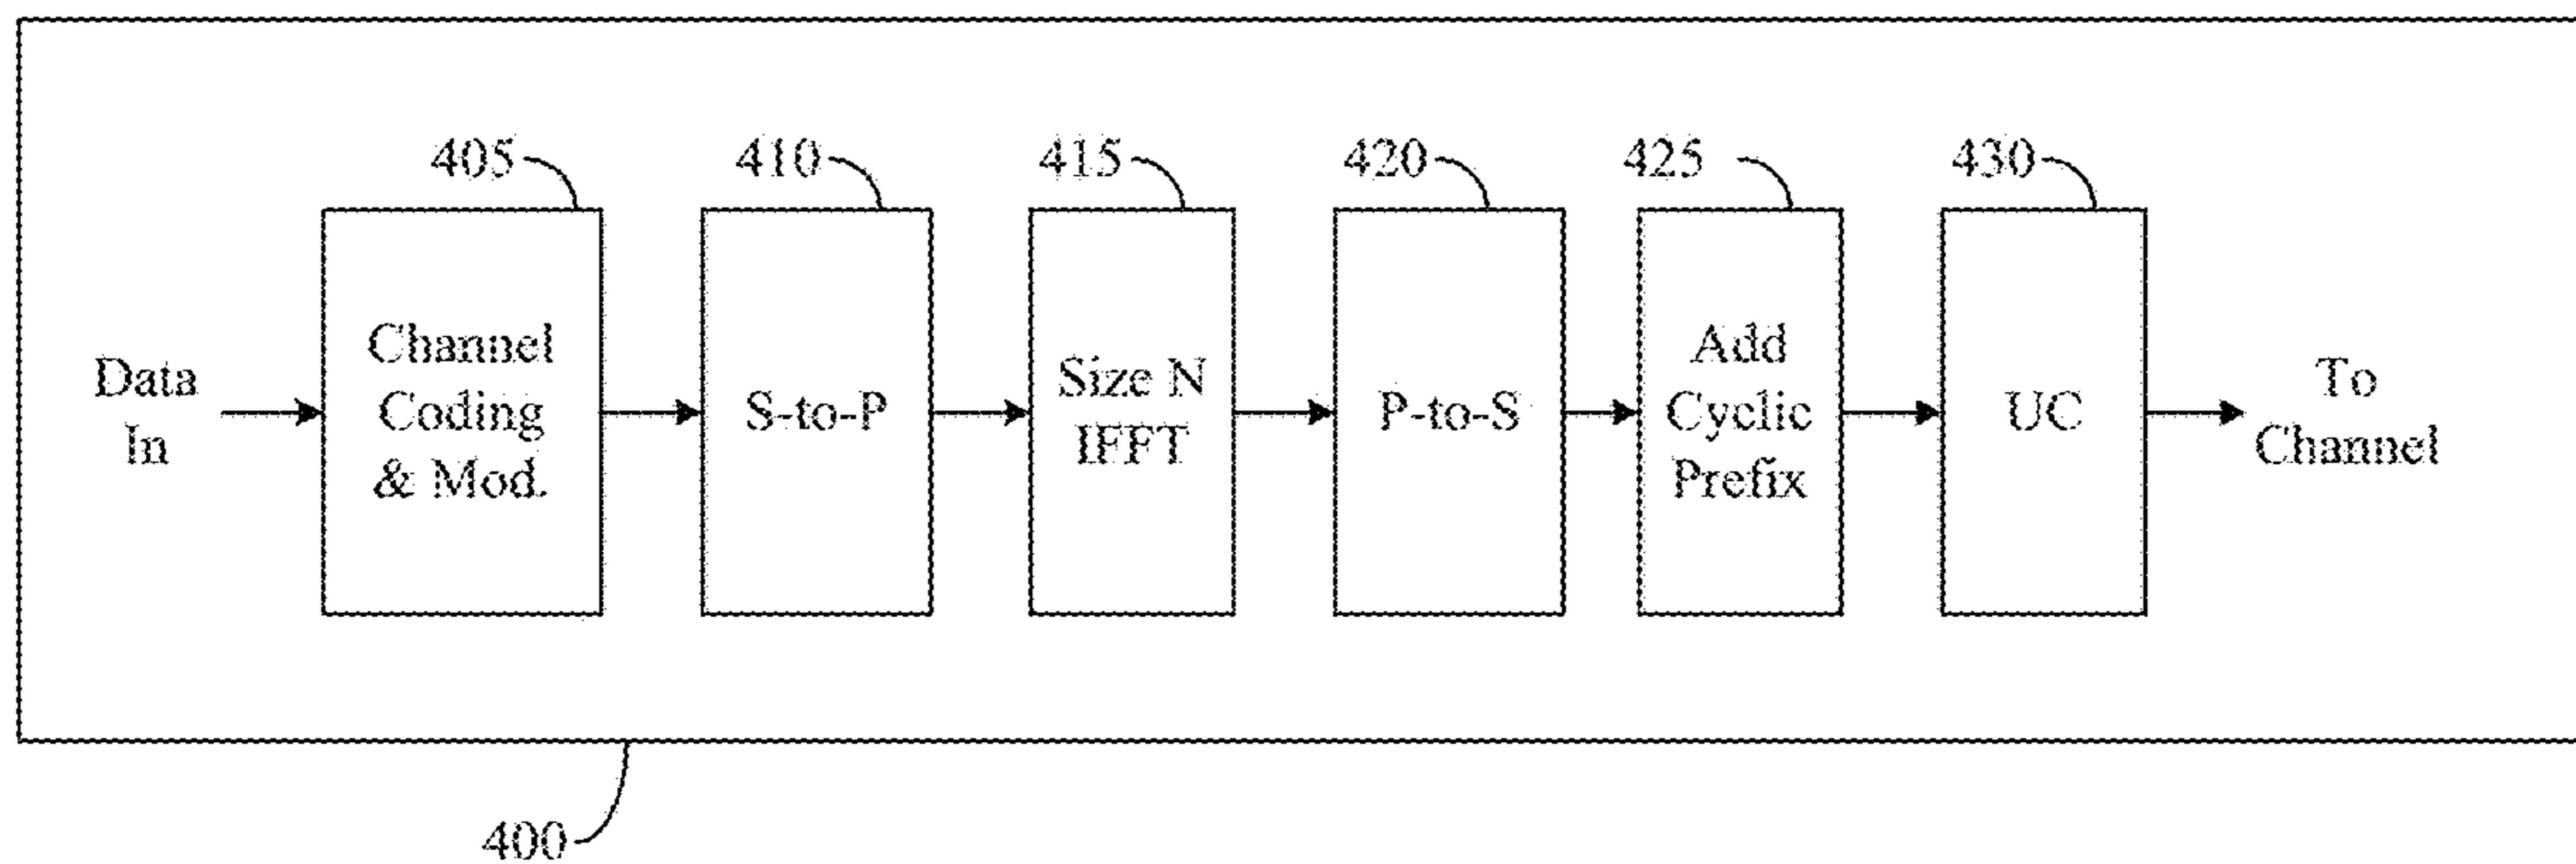 405
410
415
420
425
430
Data
In
Channel
Coding
& Mod.
S-to-P
Size N
IFFT
P-to-S
Add
Cyclic
Prefix
UC
To
Channel
400